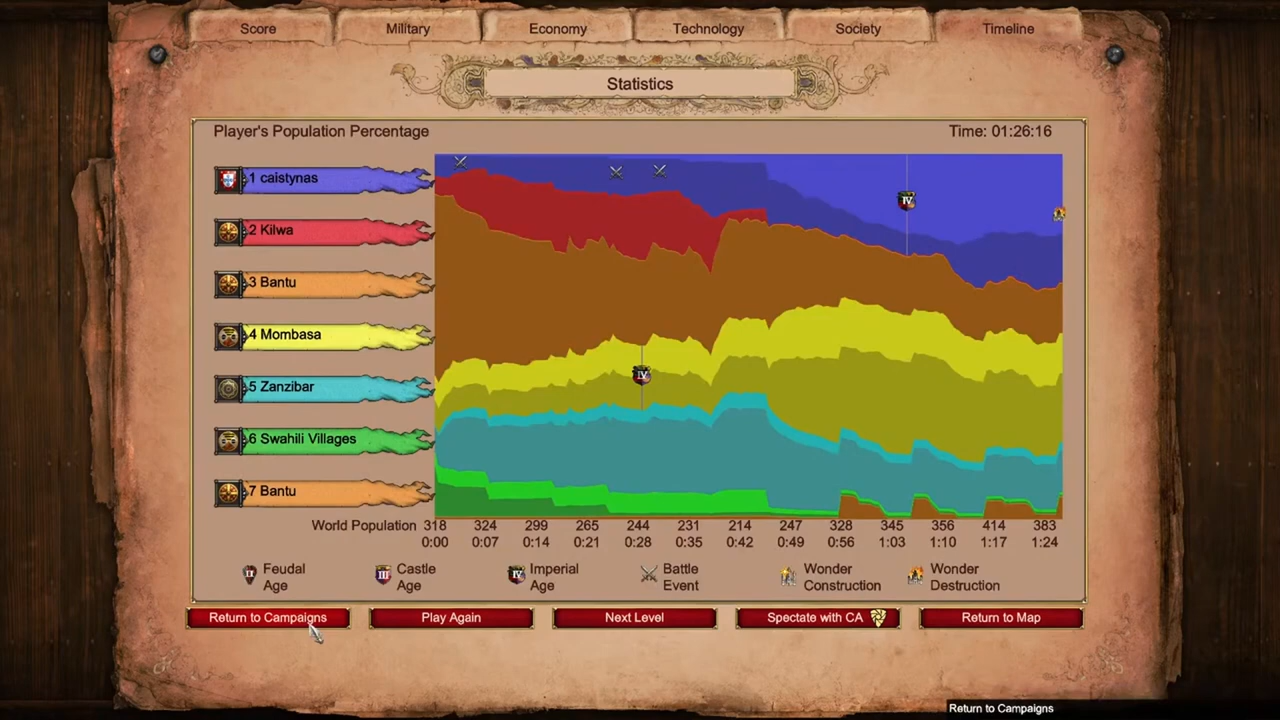 Score Military Economy Technology Society Timeline
Statistics
Player's Population Percentage
Time: 01:26:16
1 caistynas
2 Kilwa
3 Bantu
4 Mombasa
5 Zanzibar
6 Swahili Villages
7 Bantu
World Population 318 324 299 265 244 231 214 247 328 345 356 414 383
0:00 0:07 0:14 0:21 0:28 0:35 0:42 0:49 0:56 1:03 1:10 1:17 1:24
II Feudal Age
III Castle Age
IV Imperial Age
Battle Event
Wonder Construction
Wonder Destruction
Return to Campaigns Play Again Next Level Spectate with CA Return to Map
Return to Campaigns
IV
IV